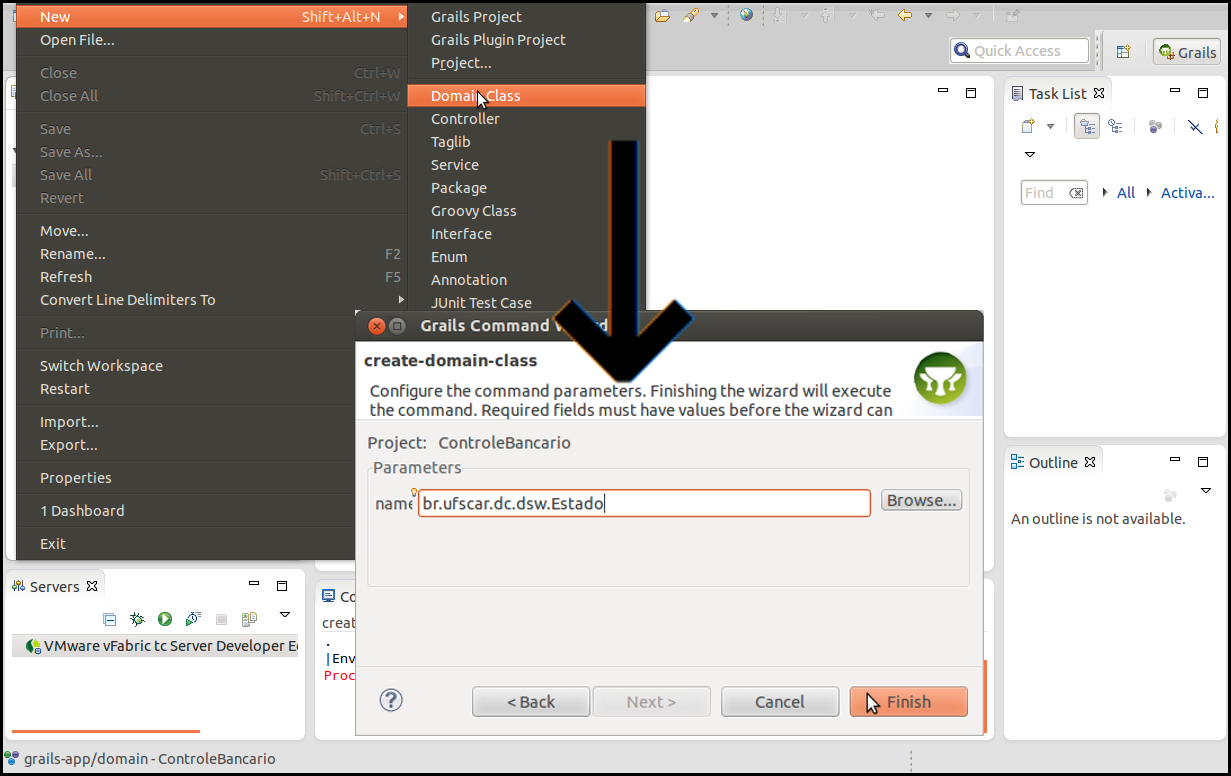 New Shift+Alt+N
Open File...
Close Ctrl+W
Close All Shift+Ctrl+W
Save Ctrl+S
Save As...
Save All Shift+Ctrl+S
Revert
Move...
Rename... F2
Refresh F5
Convert Line Delimiters To
Print...
Switch Workspace
Restart
Import...
Export...
Properties
1 Dashboard
Exit
Grails Project
Grails Plugin Project
Project...
Domain Class
Controller
Taglib
Service
Package
Groovy Class
Interface
Enum
Annotation
JUnit Test Case
Quick Access
Grails
Task List
Find
All
Activa...
Outline
An outline is not available.
Grails Command
create-domain-class
Configure the command parameters. Finishing the wizard will execute
the command. Required fields must have values before the wizard can
Project: ControleBancario
Parameters
name
br.ufscar.dc.dsw.Estado
Browse...
< Back
Next >
Cancel
Finish
Servers
VMware vFabric tc Server Developer Ed
Co
creat
.
|Env
Proc
grails-app/domain - ControleBancario